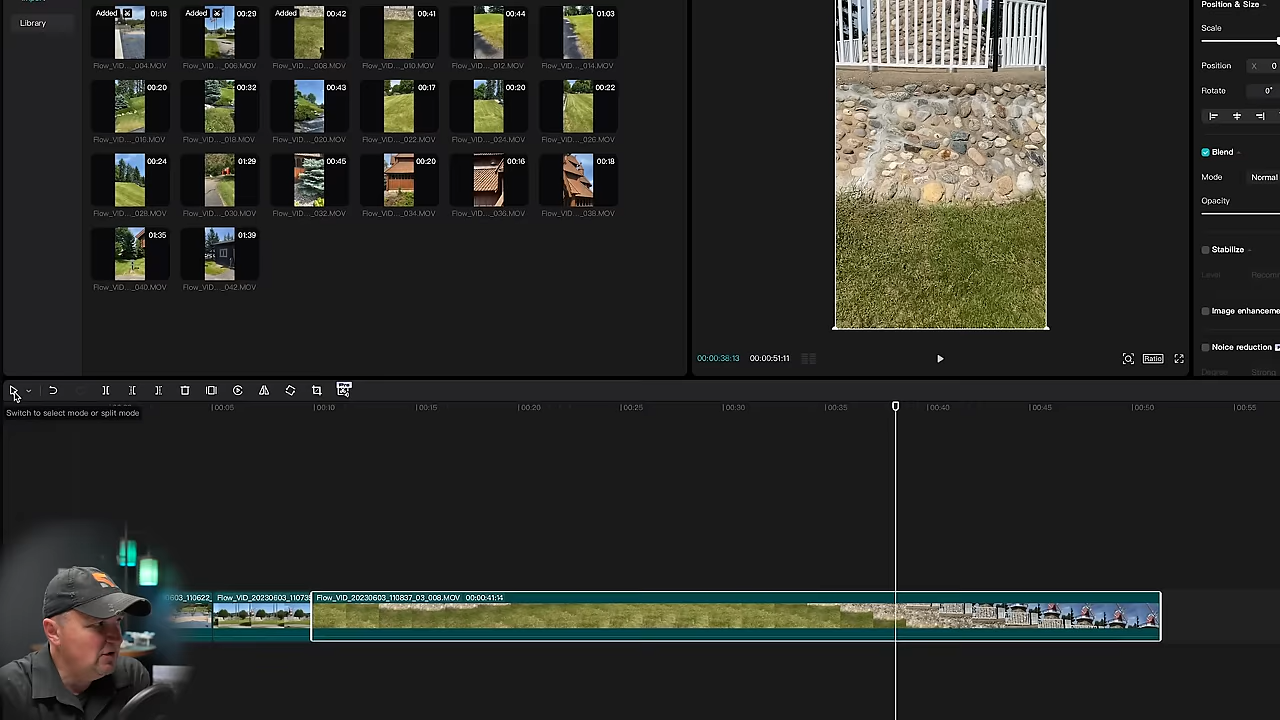 Library
Added 01:18
Added 00:29
Added 00:42
00:41
00:44
01:03
Flow_VID..._004.MOV
Flow_VID..._006.MOV
Flow_VID..._008.MOV
Flow_VID..._010.MOV
Flow_VID..._012.MOV
Flow_VID..._014.MOV
00:20
00:32
00:43
00:17
00:20
00:22
Flow_VID..._016.MOV
Flow_VID..._018.MOV
Flow_VID..._020.MOV
Flow_VID..._022.MOV
Flow_VID..._024.MOV
Flow_VID..._026.MOV
00:24
01:29
00:45
00:20
00:16
00:18
Flow_VID..._028.MOV
Flow_VID..._030.MOV
Flow_VID..._032.MOV
Flow_VID..._034.MOV
Flow_VID..._036.MOV
Flow_VID..._038.MOV
01:35
01:39
Flow_VID..._040.MOV
Flow_VID..._042.MOV
00:00:38:13 00:00:51:11
Ratio
Position & Size
Scale
Position X 0
Rotate 0°
Blend
Mode Normal
Opacity
Stabilize
Level
Image enhanceme
Noice reduction
Degree Strong
Switch to select mode or split mode
00:05
00:10
00:15
00:20
00:25
00:30
00:35
00:40
00:45
00:50
00:55
0603_110622_
Flow_VID_20230603_11073
Flow_VID_20230603_110837_03_008.MOV 00:00:41:14